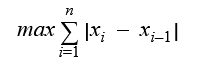 max ∑_{i=1}^{n} |x_i − x_{i−1}|